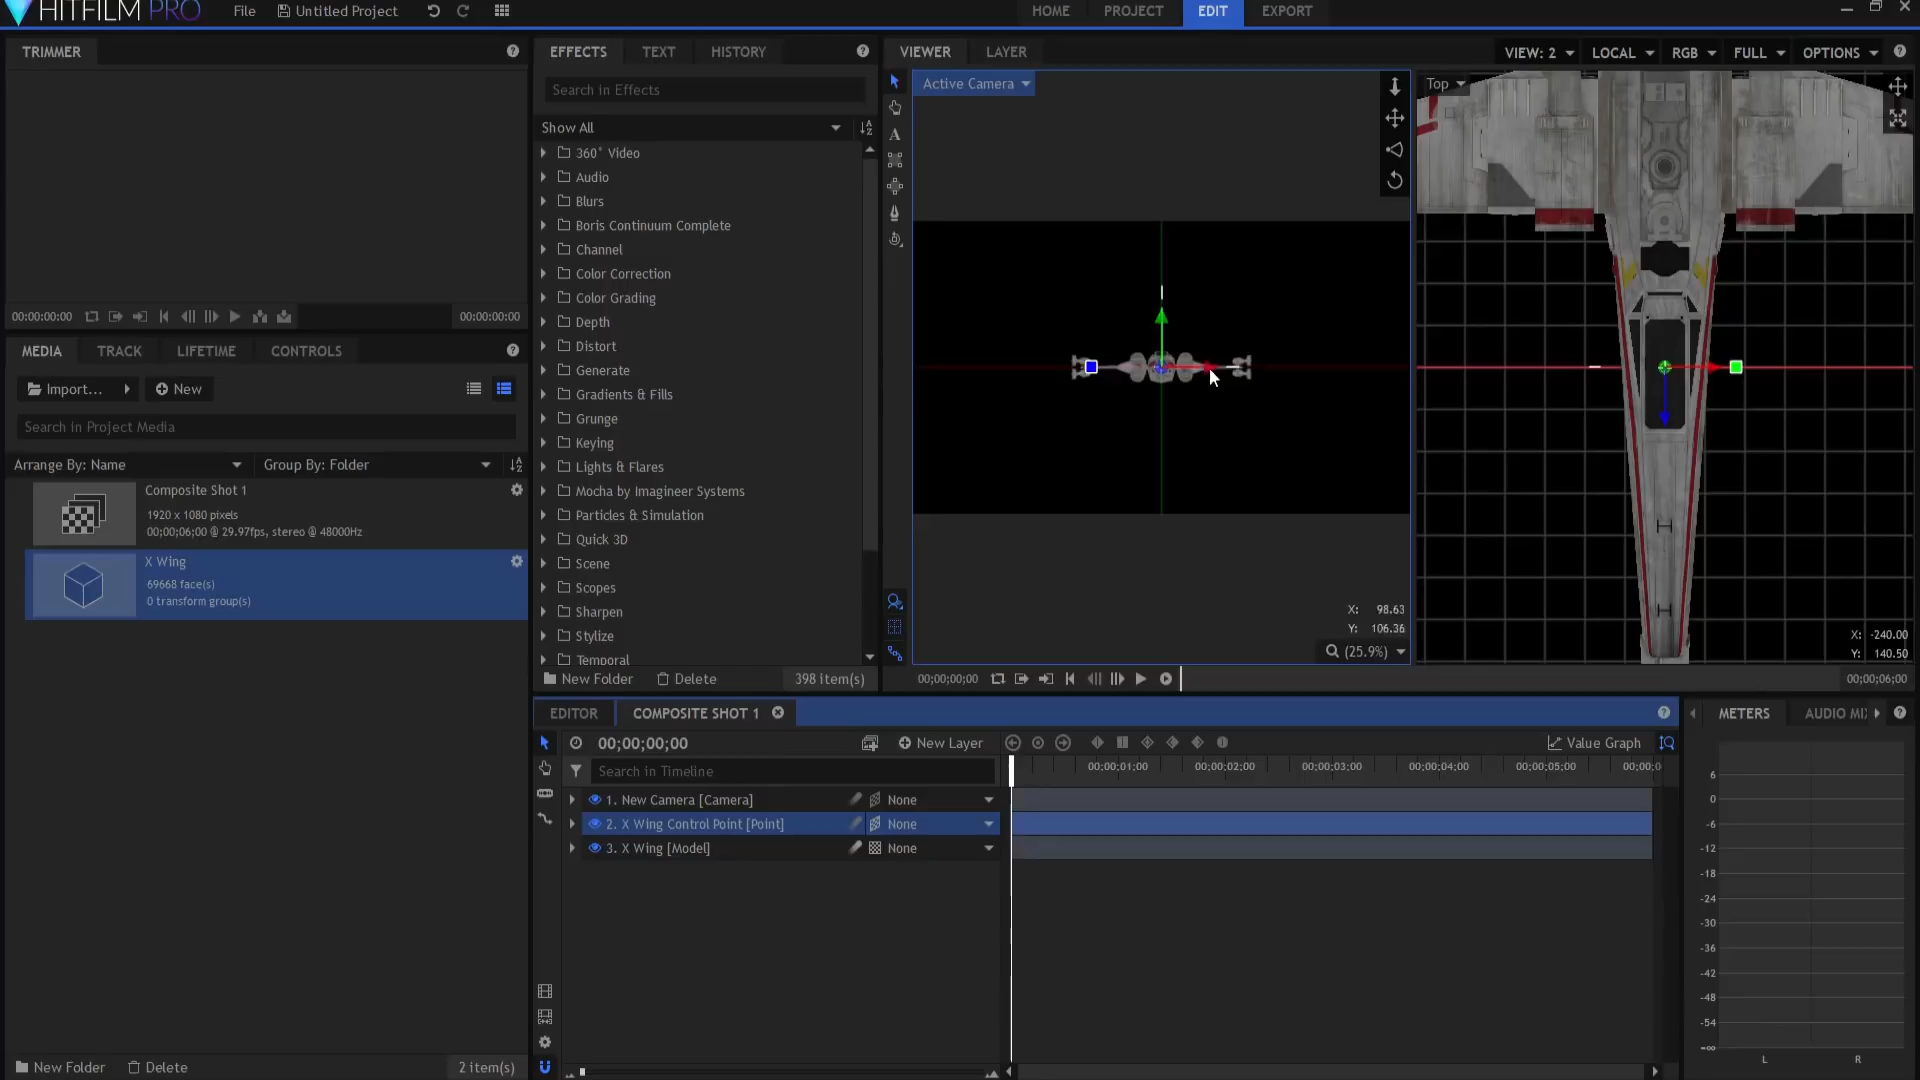 HITFILM PRO
File
Untitled Project
HOME
PROJECT
EDIT
EXPORT
TRIMMER
00:00:00:00
00:00:00:00
MEDIA
TRACK
LIFETIME
CONTROLS
Import...
New
Search in Project Media
Arrange By: Name
Group By: Folder
Composite Shot 1
1920 x 1080 pixels
00;00;06;00 @ 29.97fps, stereo @ 48000Hz
X Wing
69668 face(s)
0 transform group(s)
New Folder
Delete
2 item(s)
EFFECTS
TEXT
HISTORY
Search in Effects
Show All
360° Video
Audio
Blurs
Boris Continuum Complete
Channel
Color Correction
Color Grading
Depth
Distort
Generate
Gradients & Fills
Grunge
Keying
Lights & Flares
Mocha by Imagineer Systems
Particles & Simulation
Quick 3D
Scene
Scopes
Sharpen
Stylize
Temporal
New Folder
Delete
398 item(s)
VIEWER
LAYER
VIEW: 2
LOCAL
RGB
FULL
OPTIONS
Active Camera
X: 98.63
Y: 106.36
(25.9%)
Top
X: -240.00
Y: 140.50
00;00;00;00
00;00;06;00
EDITOR
COMPOSITE SHOT 1
00;00;00;00
New Layer
Value Graph
Search in Timeline
00;00;01;00
00;00;02;00
00;00;03;00
00;00;04;00
00;00;05;00
00;00;0
1. New Camera [Camera]
None
2. X Wing Control Point [Point]
None
3. X Wing [Model]
None
METERS
AUDIO MI
6
0
-6
-12
-18
-24
-30
-36
-42
-48
-54
-∞
L
R